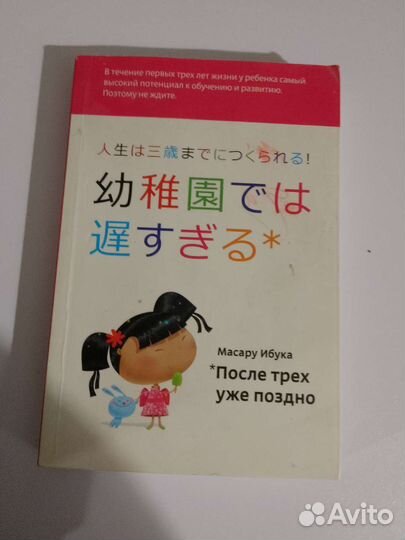 В течение первых трех лет жизни у ребенка самый
высокий потенциал к обучению и развитию.
Поэтому не ждите.
人生は三歳までにつくられる!
幼稚園では
遅すぎる*
Масару Ибука
*После трех
уже поздно
Avito